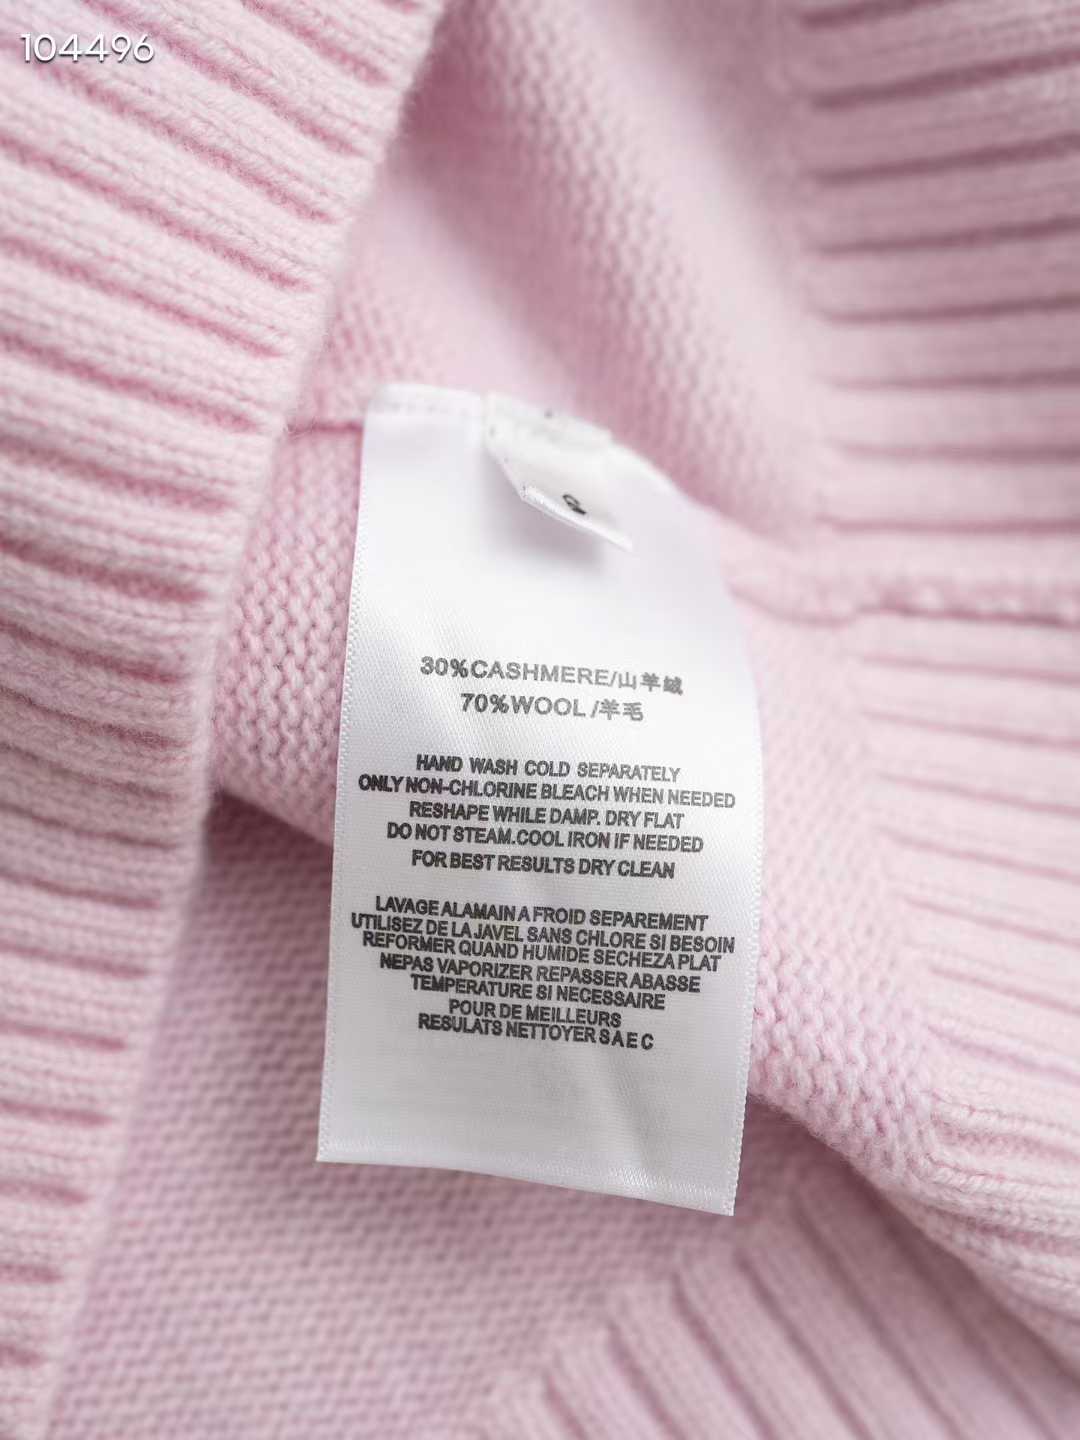 104496
30%CASHMERE/山羊绒
70%WOOL/羊毛
HAND WASH COLD SEPARATELY
ONLY NON-CHLORINE BLEACH WHEN NEEDED
RESHAPE WHILE DAMP. DRY FLAT
DO NOT STEAM.COOL IRON IF NEEDED
FOR BEST RESULTS DRY CLEAN
LAVAGE ALAMAIN A FROID SEPAREMENT
UTILISEZ DE LA JAVEL SANS CHLORE SI BESOIN
REFORMER QUAND HUMIDE SECHEZA PLAT
NEPAS VAPORIZER REPASSER ABASSE
TEMPERATURE SI NECESSAIRE
POUR DE MEILLEURS
RESULATS NETTOYER S A E C